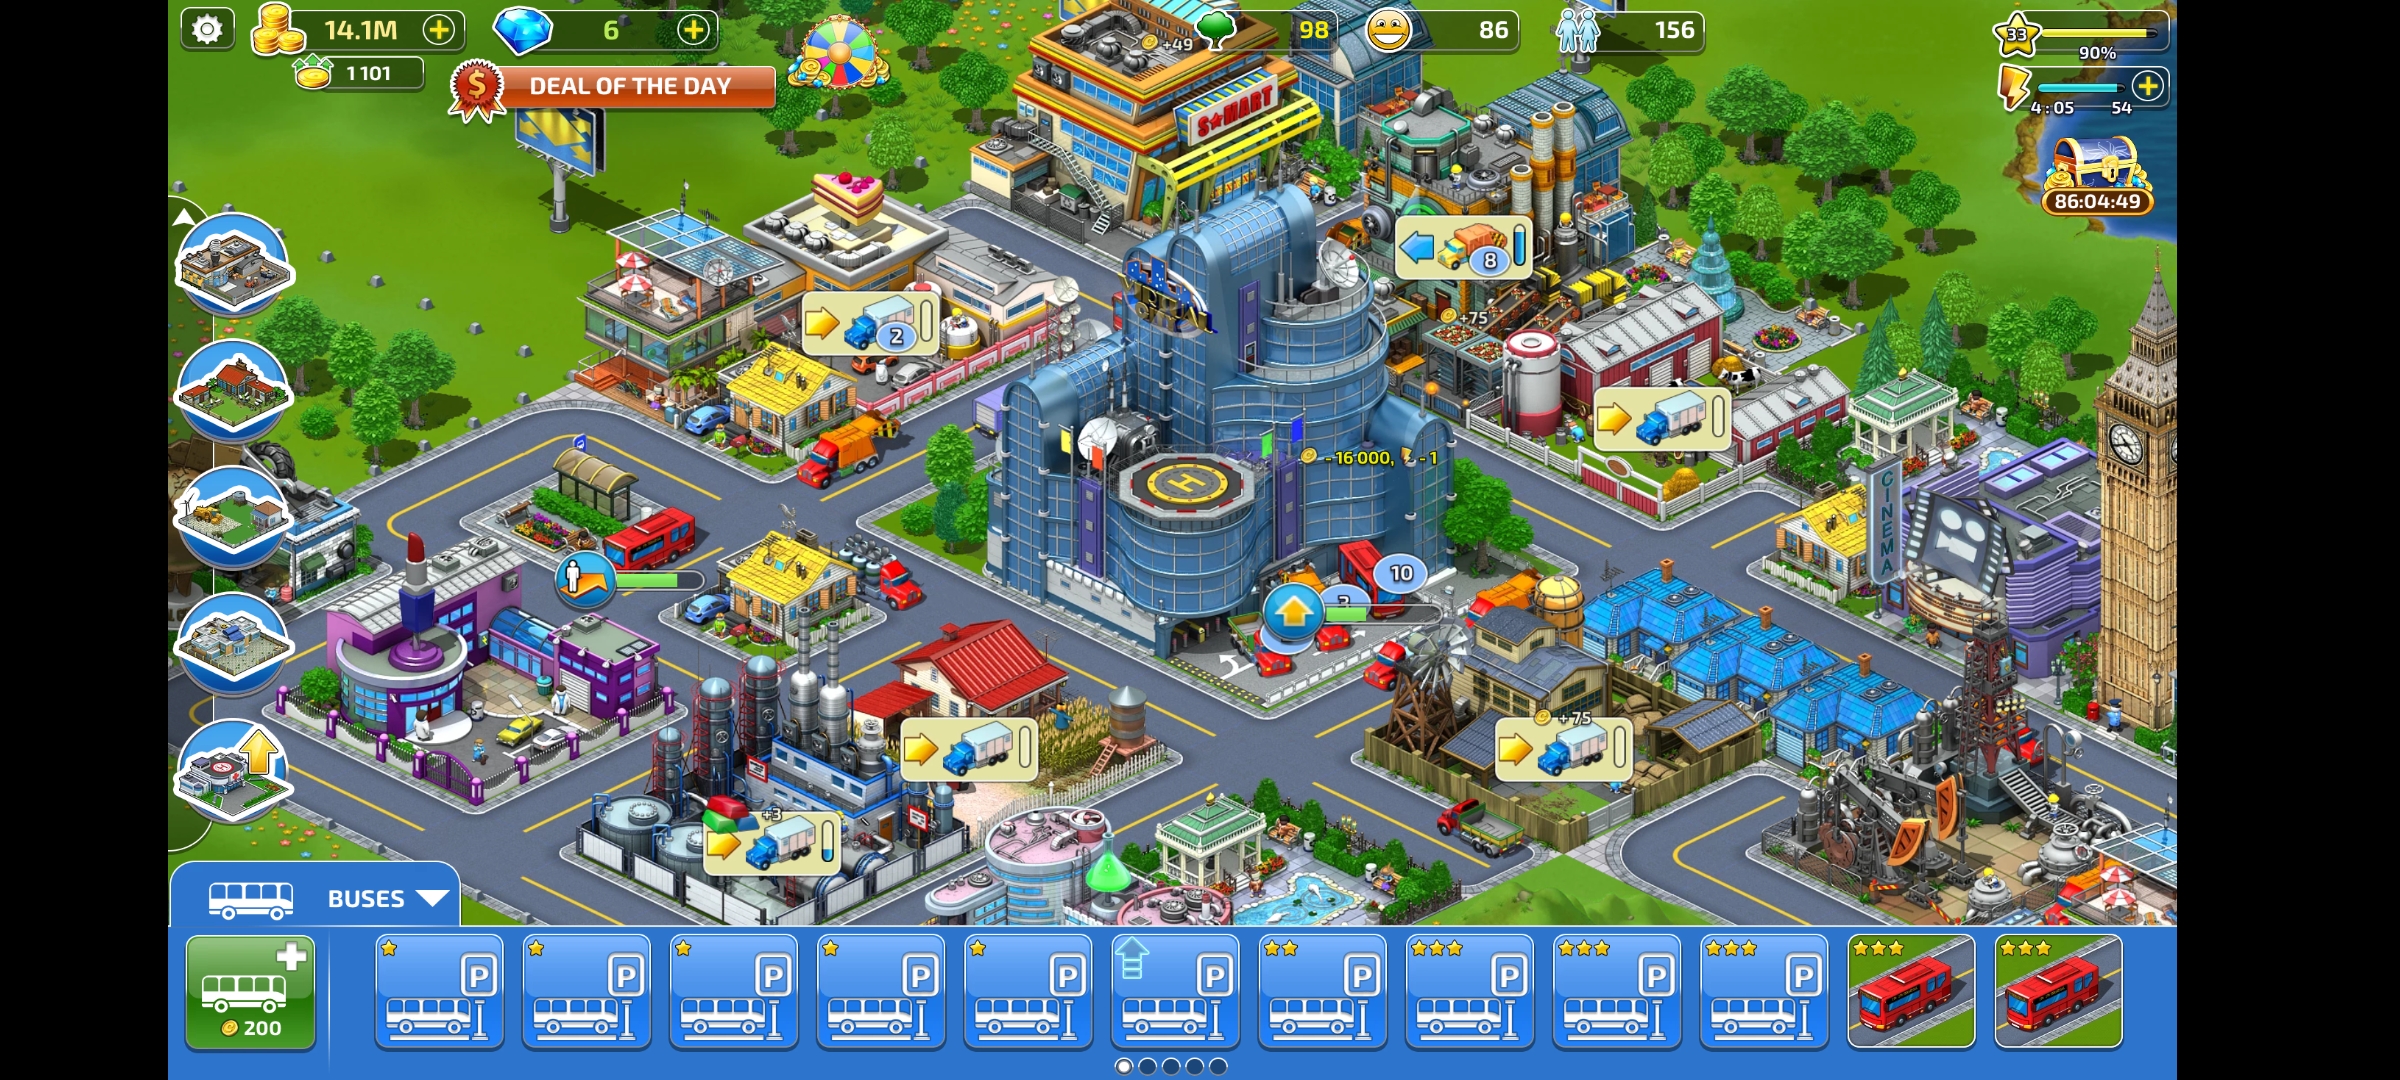 14.1M
6
98
86
156
33
90%
1 101
DEAL OF THE DAY
+49
4:05
54
S★MART
86:04:49
8
2
+75
CINEMA
-16 000, -1
10
+75
+3
H
BUSES
P
P
P
P
P
P
P
P
P
P
200